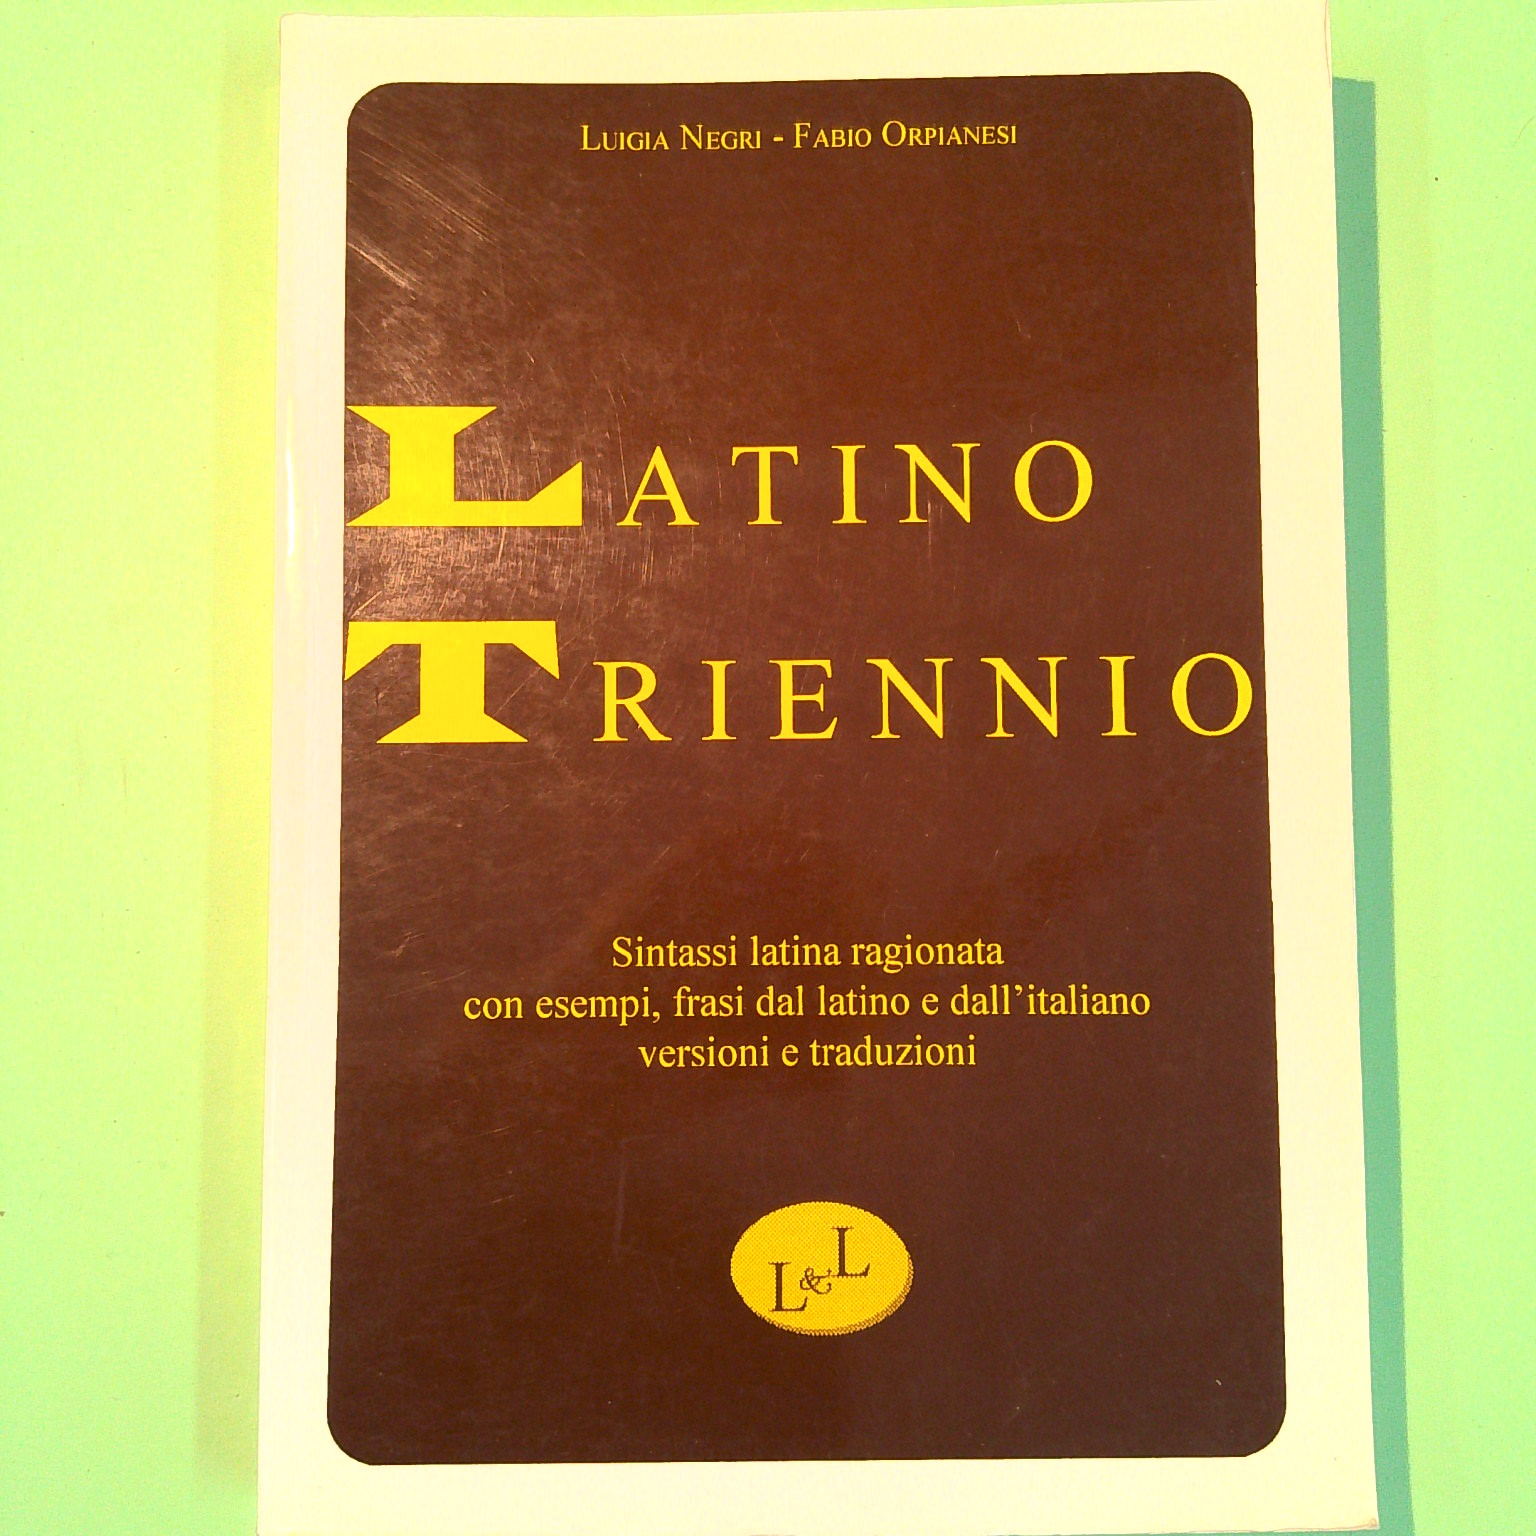 LUIGIA NEGRI - FABIO ORPIANESI
LATINO
TRIENNIO
Sintassi latina ragionata
con esempi, frasi dal latino e dall'italiano
versioni e traduzioni
L&L